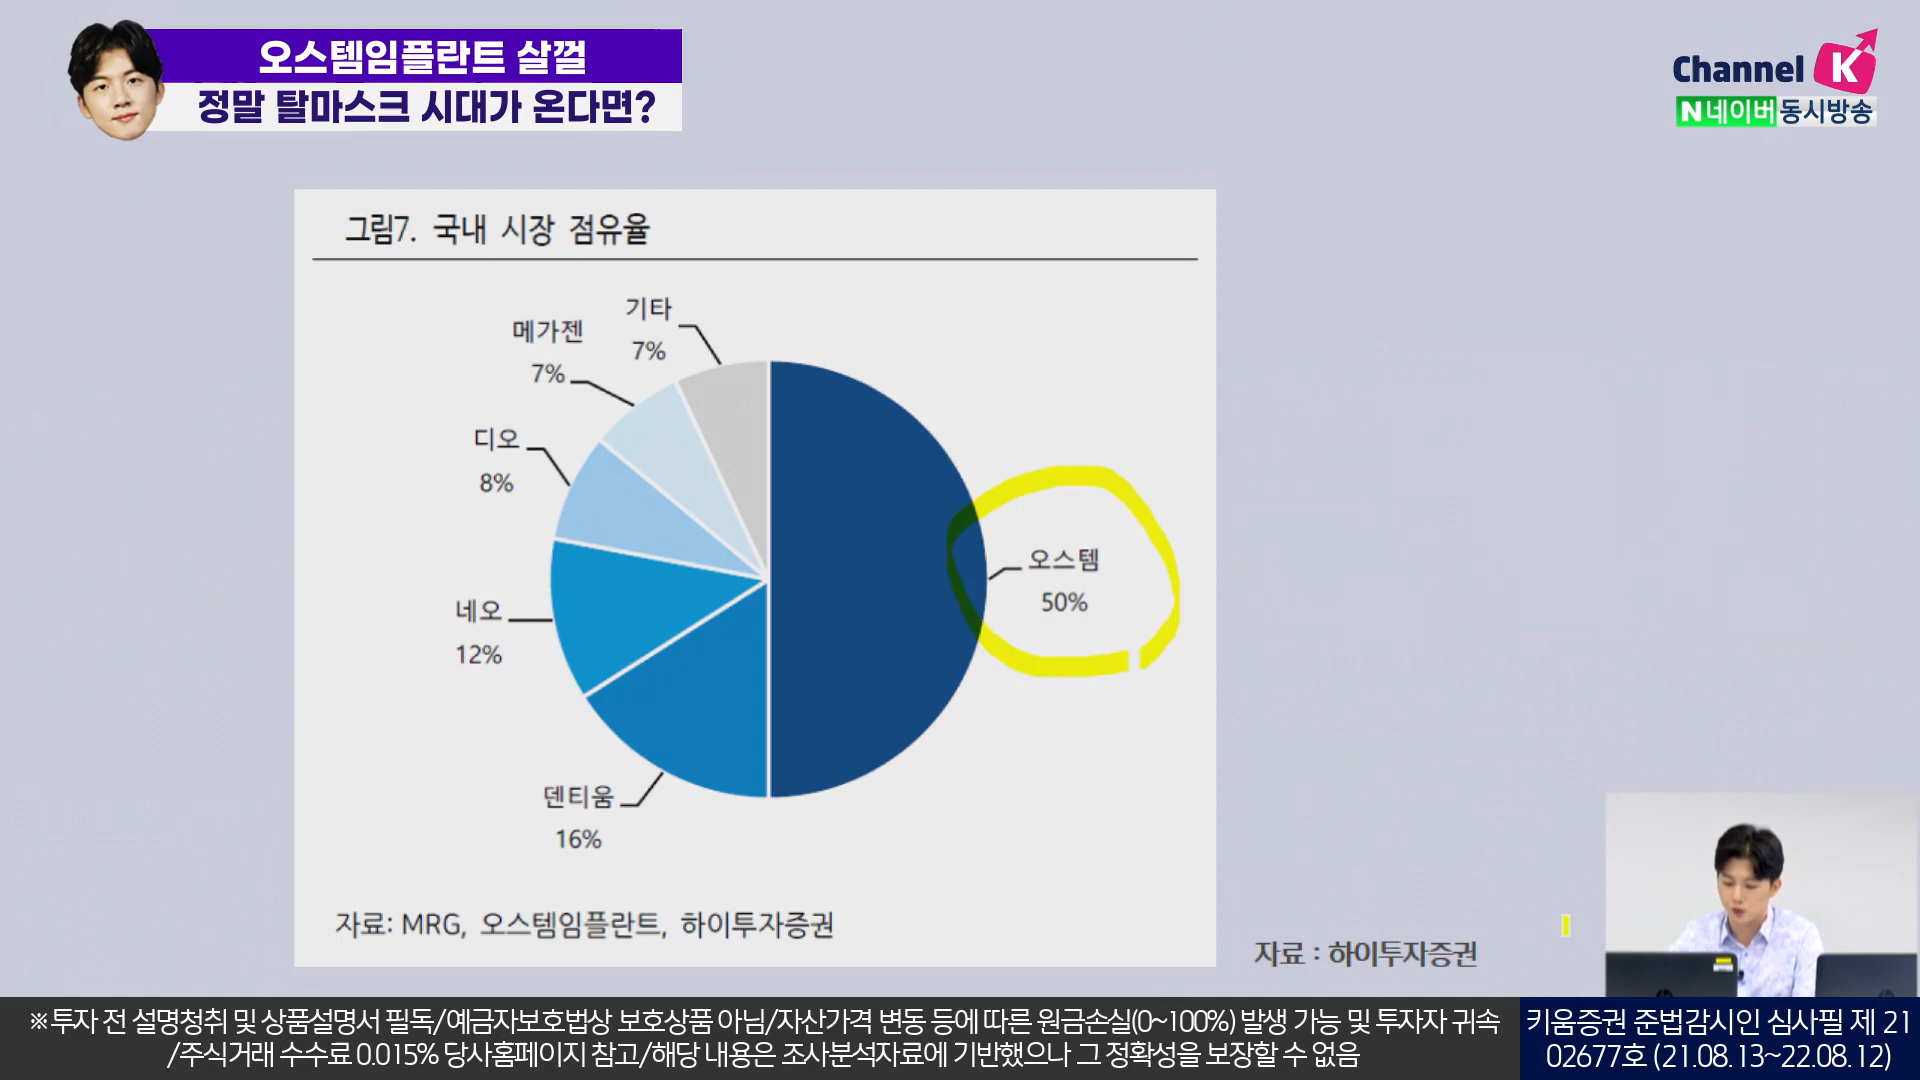 오스템임플란트 살껄
정말 탈마스크 시대가 온다면?
Channel K
N 네이버 동시방송
그림7. 국내 시장 점유율
기타
7%
메가젠
7%
디오
8%
네오
12%
덴티움
16%
오스템
50%
자료: MRG, 오스템임플란트, 하이투자증권
자료 : 하이투자증권
※투자 전 설명청취 및 상품설명서 필독/예금자보호법상 보호상품 아님/자산가격 변동 등에 따른 원금손실(0~100%) 발생 가능 및 투자자 귀속
/주식거래 수수료 0.015% 당사홈페이지 참고/해당 내용은 조사분석자료에 기반했으나 그 정확성을 보장할 수 없음
키움증권 준법감시인 심사필 제 21
02677호 (21.08.13~22.08.12)